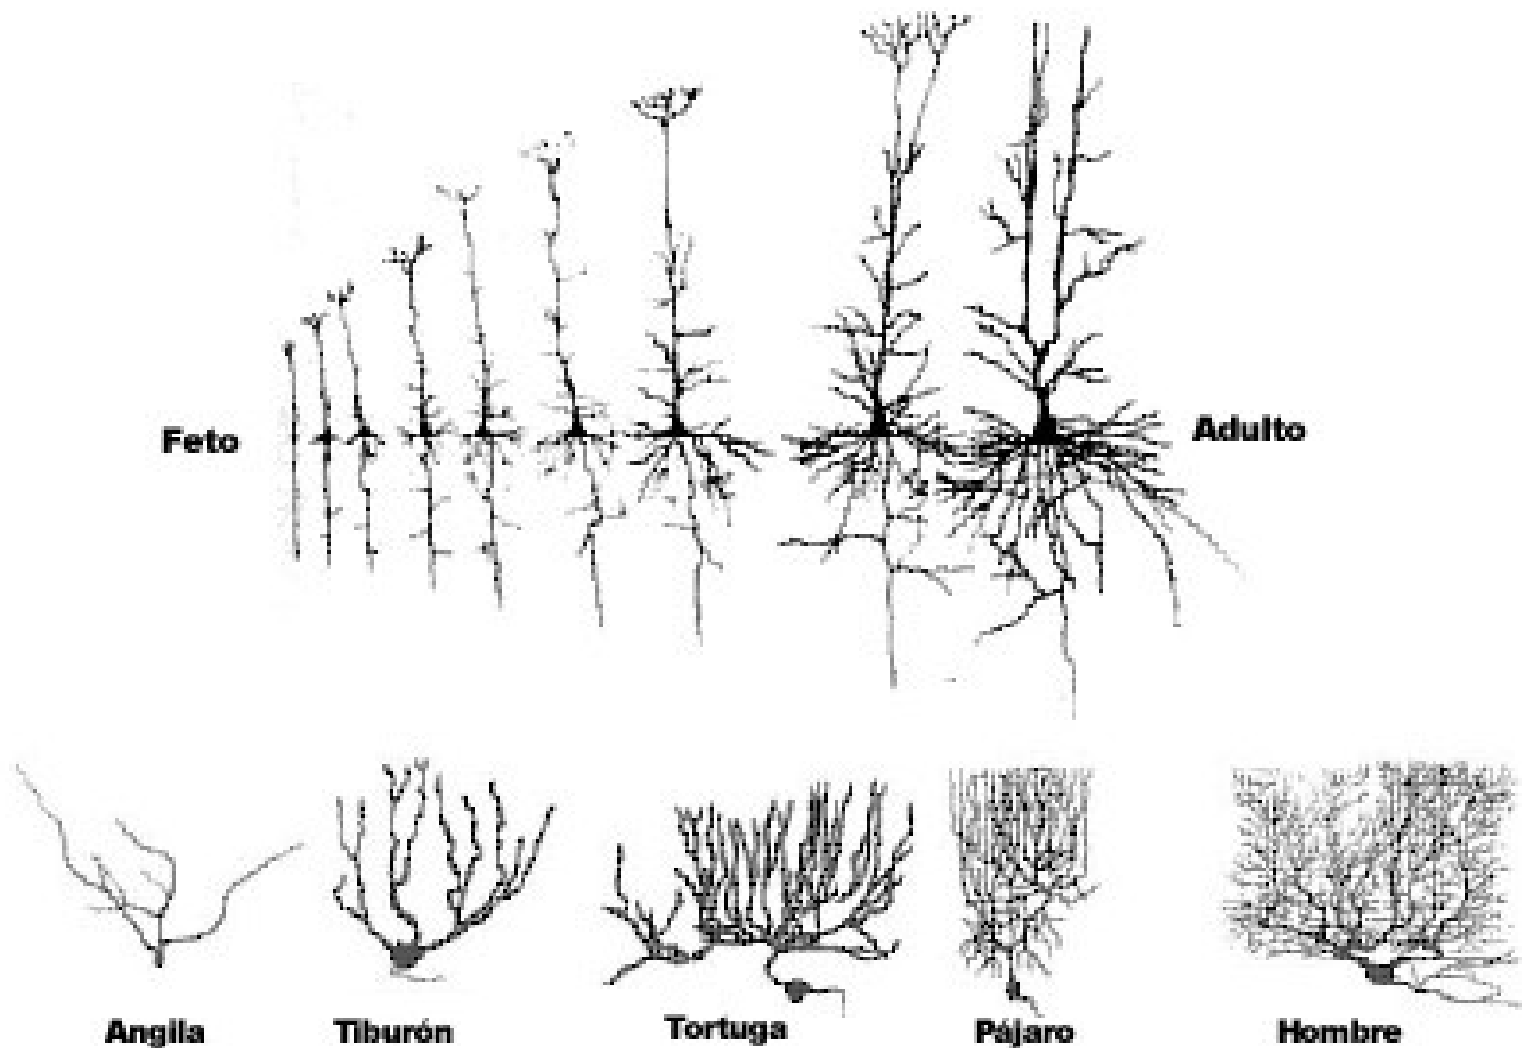 Feto
Adulto
Angila
Tiburón
Tortuga
Pájaro
Hombre